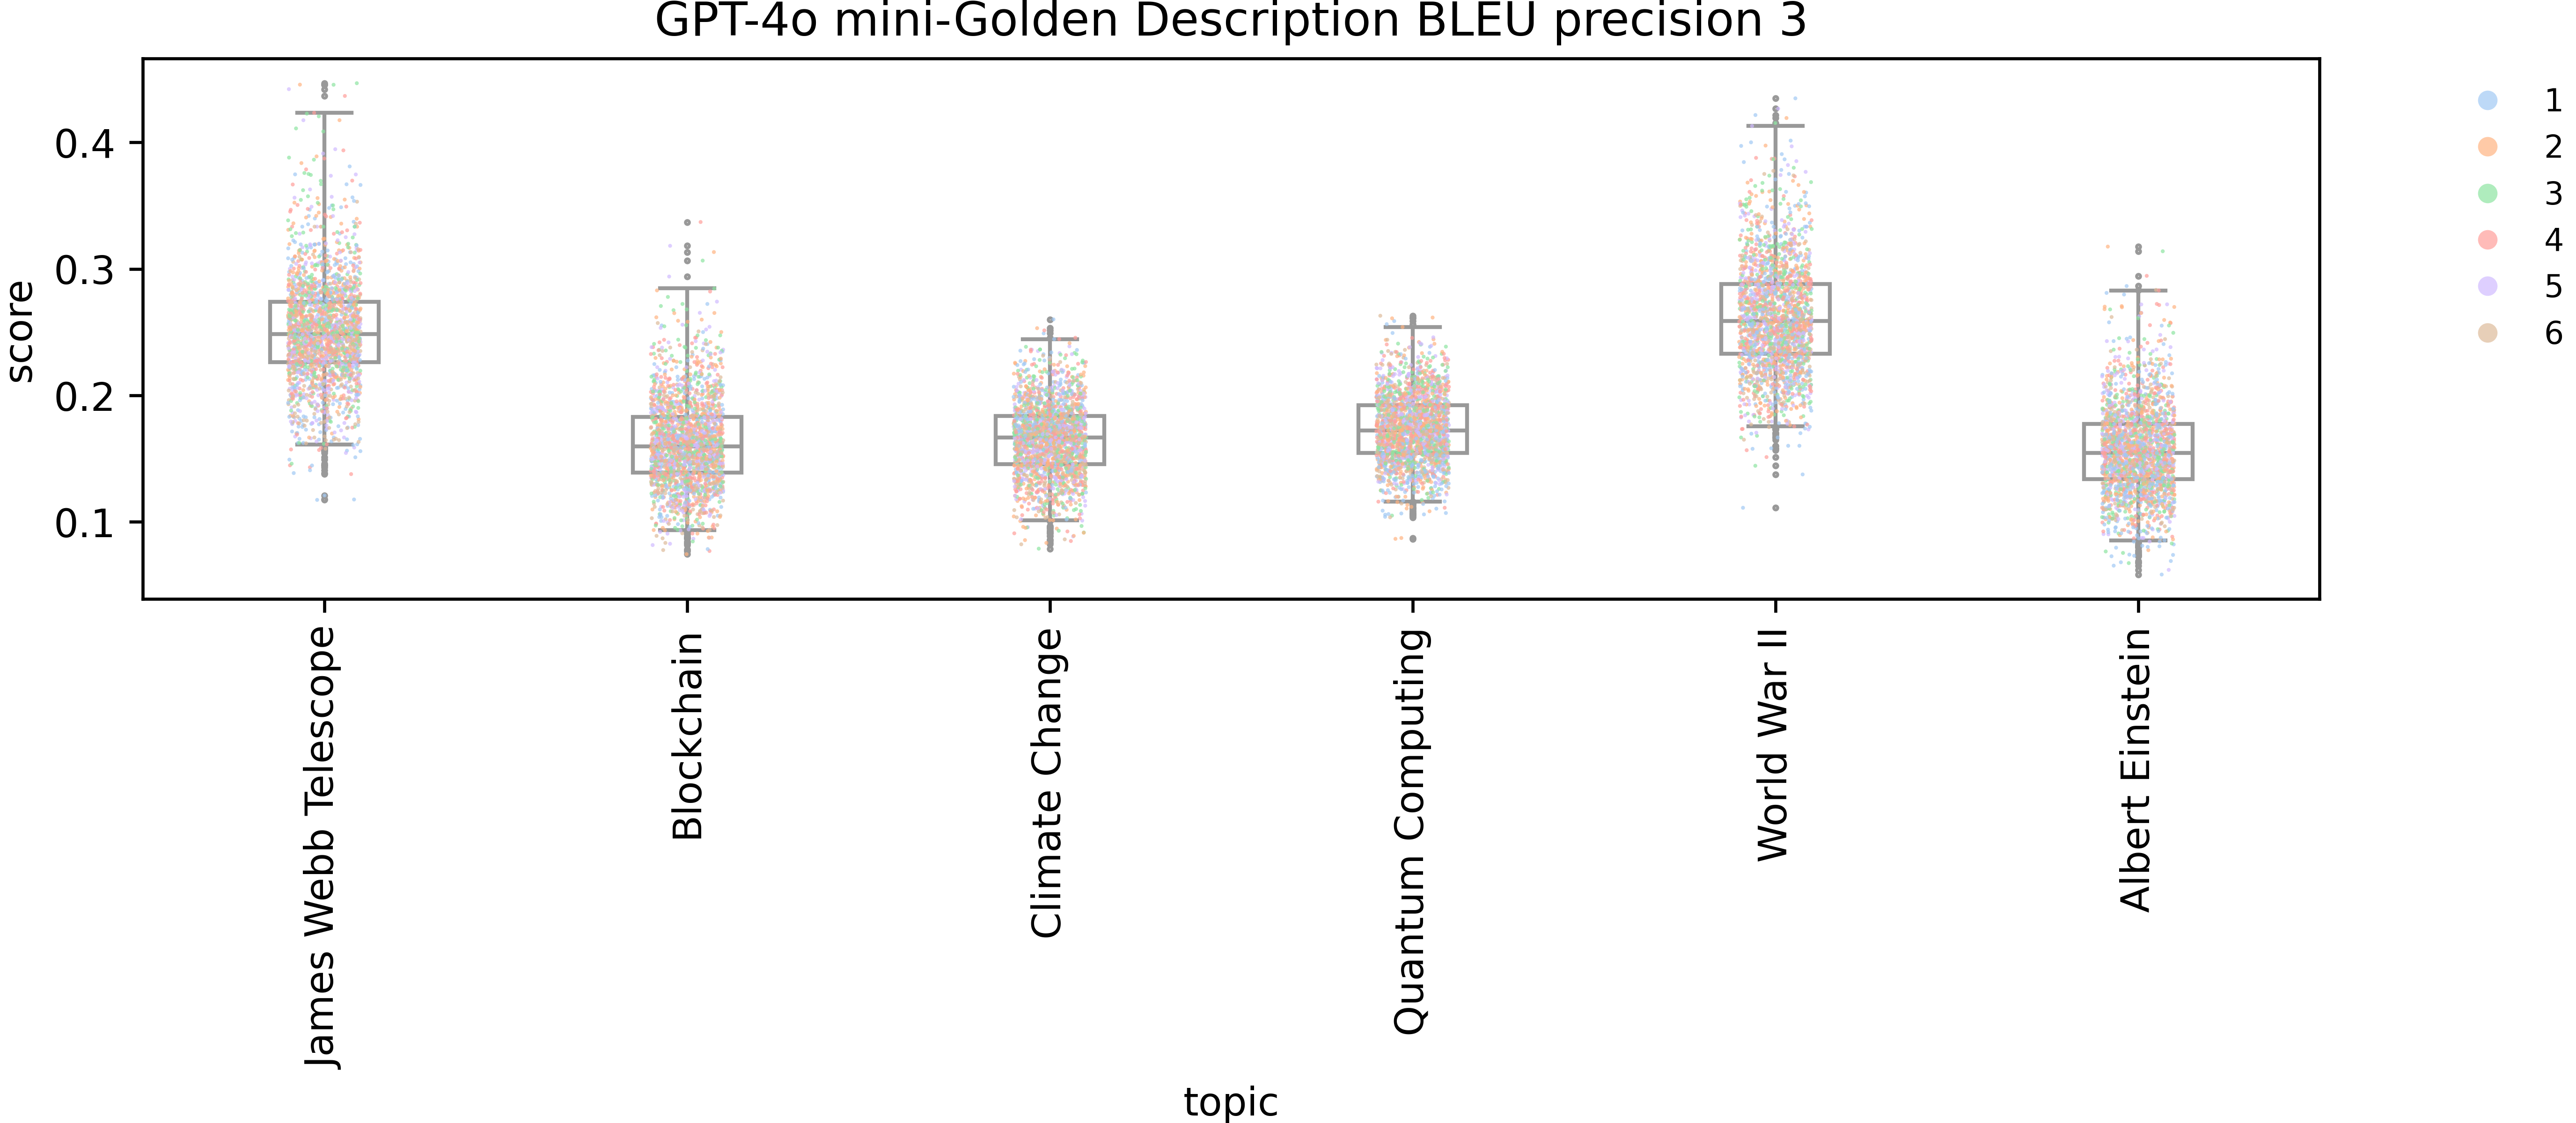 GPT-4o mini-Golden Description BLEU precision 3
score
0.4
0.3
0.2
0.1
James Webb Telescope
Blockchain
Climate Change
Quantum Computing
World War II
Albert Einstein
topic
1
2
3
4
5
6